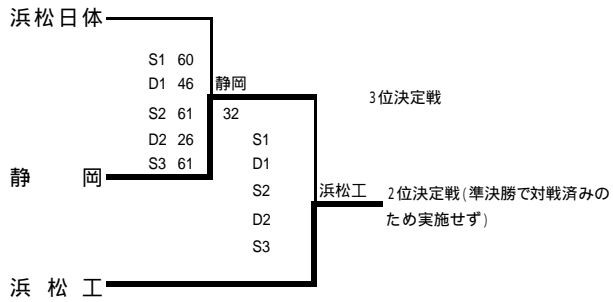 浜松日体
S1 60
D1 46
静岡
S2 61
32
3位決定戦
D2 26
S1
S3 61
D1
静　岡
S2
浜松工
2位決定戦(準決勝で対戦済みの
D2
ため実施せず)
S3
浜松工